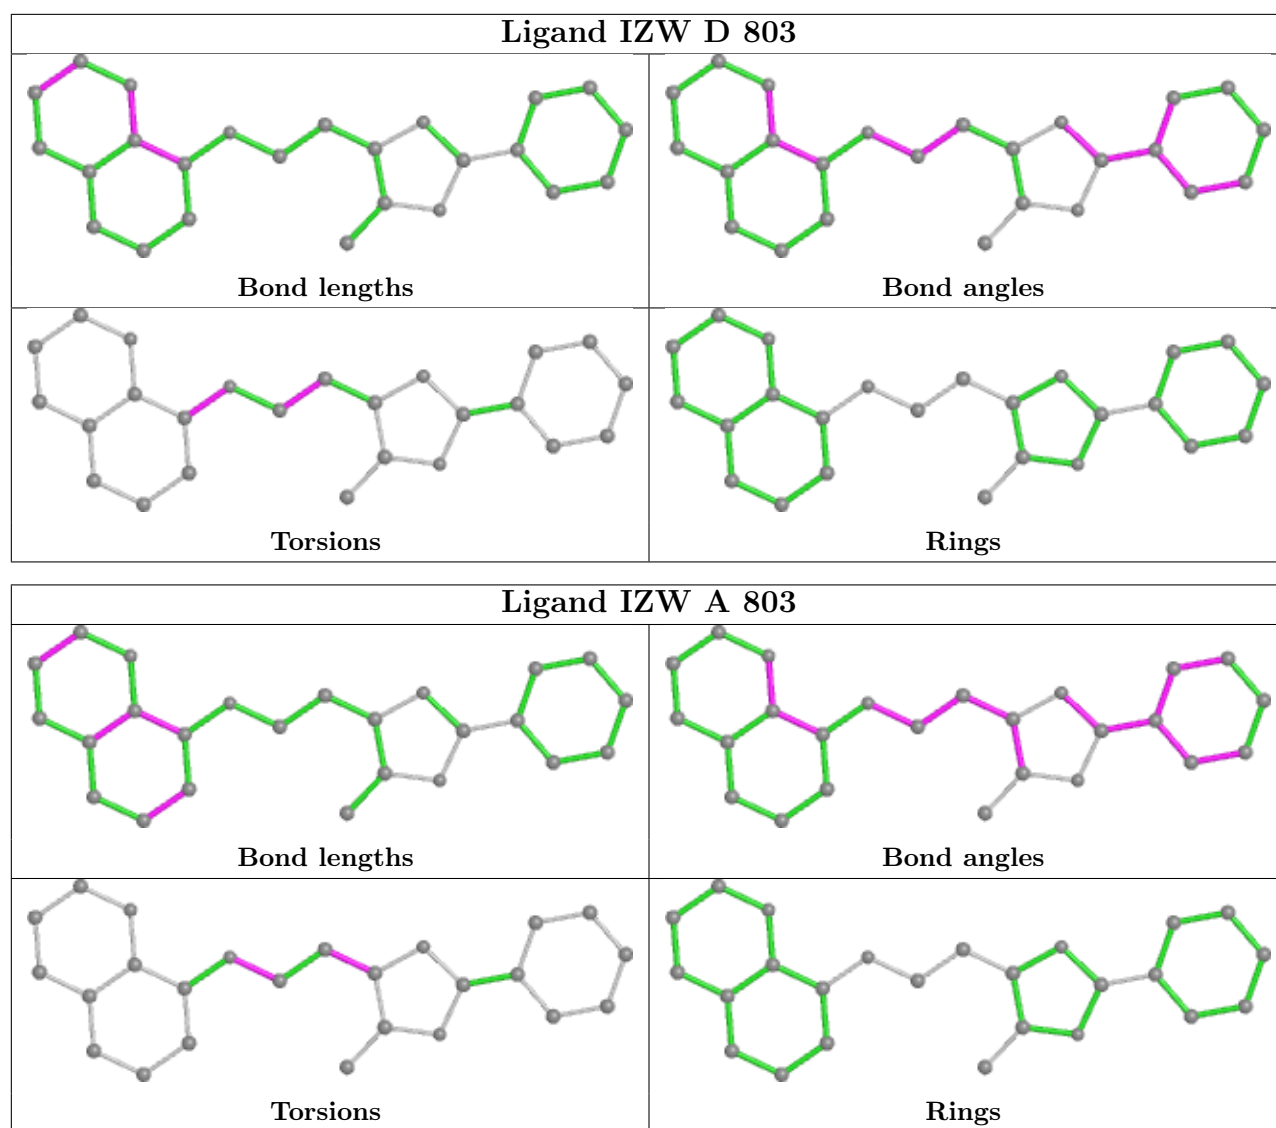 Ligand IZW D 803
Bond lengths
Bond angles
Torsions
Rings
Ligand IZW A 803
Bond lengths
Bond angles
Torsions
Rings